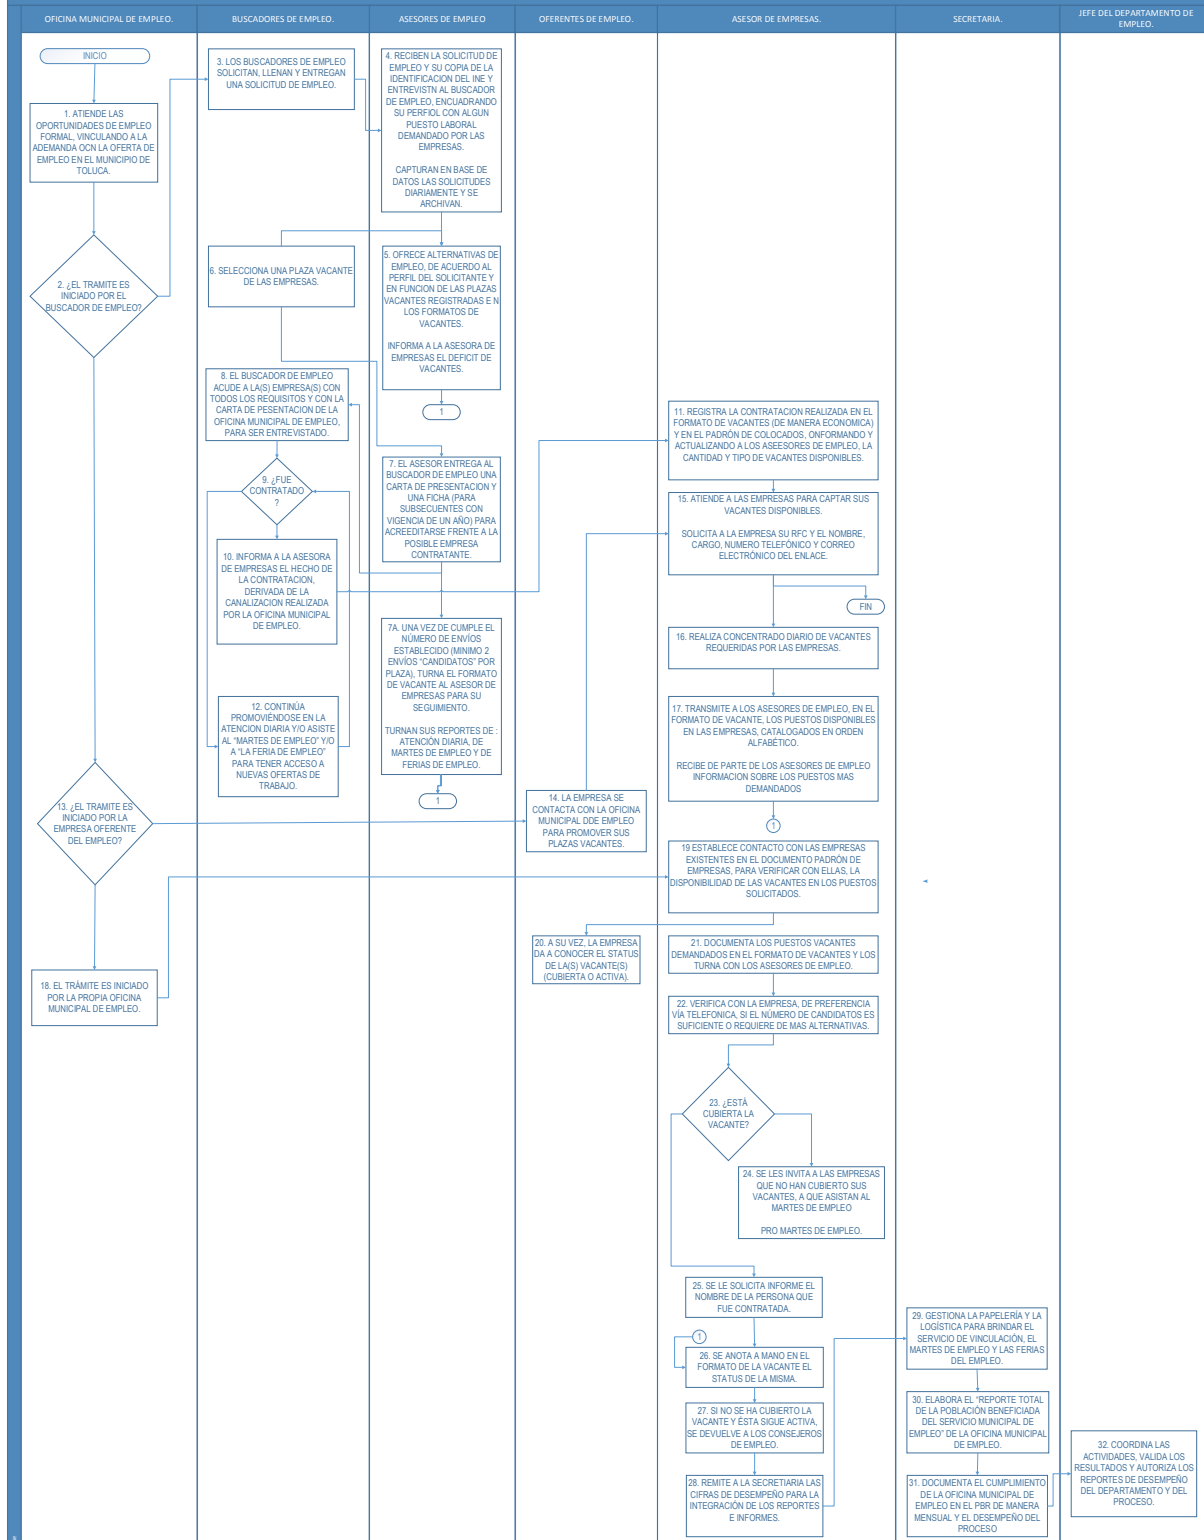 OFICINA MUNICIPAL DE EMPLEO.
BUSCADORES DE EMPLEO.
ASESORES DE EMPLEO
OFERENTES DE EMPLEO.
ASESOR DE EMPRESAS.
SECRETARIA.
JEFE DEL DEPARTAMENTO DE
EMPLEO.
INICIO
1. ATIENDE LAS
OPORTUNIDADES DE EMPLEO
FORMAL, VINCULANDO A LA
ADEMANDA OCN LA OFERTA DE
EMPLEO EN EL MUNICIPIO DE
TOLUCA.
2. ¿EL TRAMITE ES
INICIADO POR EL
BUSCADOR DE EMPLEO?
3. LOS BUSCADORES DE EMPLEO
SOLICITAN, LLENAN Y ENTREGAN
UNA SOLICITUD DE EMPLEO.
4. RECIBEN LA SOLICITUD DE
EMPLEO Y SU COPIA DE LA
IDENTIFICACION DEL INE Y
ENTREVISTN AL BUSCADOR
DE EMPLEO, ENCUADRANDO
SU PERFIOL CON ALGUN
PUESTO LABORAL
DEMANDADO POR LAS
EMPRESAS.
CAPTURAN EN BASE DE
DATOS LAS SOLICITUDES
DIARIAMENTE Y SE
ARCHIVAN.
5. OFRECE ALTERNATIVAS DE
EMPLEO, DE ACUERDO AL
PERFIL DEL SOLICITANTE Y
EN FUNCION DE LAS PLAZAS
VACANTES REGISTRADAS E N
LOS FORMATOS DE
VACANTES.
INFORMA A LA ASESORA DE
EMPRESAS EL DEFICIT DE
VACANTES.
1
6. SELECCIONA UNA PLAZA VACANTE
DE LAS EMPRESAS.
7. EL ASESOR ENTREGA AL
BUSCADOR DE EMPLEO UNA
CARTA DE PRESENTACION Y
UNA FICHA (PARA
SUBSECUENTES CON
VIGENCIA DE UN AÑO) PARA
ACREEDITARSE FRENTE A LA
POSIBLE EMPRESA
CONTRATANTE.
7A. UNA VEZ DE CUMPLE EL
NÚMERO DE ENVÍOS
ESTABLECIDO (MINIMO 2
ENVÍOS "CANDIDATOS" POR
PLAZA), TURNA EL FORMATO
DE VACANTE AL ASESOR DE
EMPRESAS PARA SU
SEGUIMIENTO.
TURNAN SUS REPORTES DE :
ATENCIÓN DIARIA, DE
MARTES DE EMPLEO Y DE
FERIAS DE EMPLEO.
1
8. EL BUSCADOR DE EMPLEO
ACUDE A LA(S) EMPRESA(S) CON
TODOS LOS REQUISITOS Y CON LA
CARTA DE PESENTACION DE LA
OFICINA MUNICIPAL DE EMPLEO,
PARA SER ENTREVISTADO.
9. ¿FUE
CONTRATADO
?
10. INFORMA A LA ASESORA
DE EMPRESAS EL HECHO DE
LA CONTRATACION,
DERIVADA DE LA
CANALIZACION REALIZADA
POR LA OFICINA MUNICIPAL
DE EMPLEO.
11. REGISTRA LA CONTRATACION REALIZADA EN EL
FORMATO DE VACANTES (DE MANERA ECONOMICA)
Y EN EL PADRÓN DE COLOCADOS, ONFORMANDO Y
ACTUALIZANDO A LOS ASEESORES DE EMPLEO, LA
CANTIDAD Y TIPO DE VACANTES DISPONIBLES.
12. CONTINÚA
PROMOVIÉNDOSE EN LA
ATENCION DIARIA Y/O ASISTE
AL "MARTES DE EMPLEO" Y/O
A "LA FERIA DE EMPLEO"
PARA TENER ACCESO A
NUEVAS OFERTAS DE
TRABAJO.
13. ¿EL TRAMITE ES
INICIADO POR LA
EMPRESA OFERENTE
DEL EMPLEO?
14. LA EMPRESA SE
CONTACTA CON LA OFICINA
MUNICIPAL DDE EMPLEO
PARA PROMOVER SUS
PLAZAS VACANTES.
15. ATIENDE A LAS EMPRESAS PARA CAPTAR SUS
VACANTES DISPONIBLES.
SOLICITA A LA EMPRESA SU RFC Y EL NOMBRE,
CARGO, NUMERO TELEFÓNICO Y CORREO
ELECTRÓNICO DEL ENLACE.
FIN
16. REALIZA CONCENTRADO DIARIO DE VACANTES
REQUERIDAS POR LAS EMPRESAS.
17. TRANSMITE A LOS ASESORES DE EMPLEO, EN EL
FORMATO DE VACANTE, LOS PUESTOS DISPONIBLES
EN LAS EMPRESAS, CATALOGADOS EN ORDEN
ALFABÉTICO.
RECIBE DE PARTE DE LOS ASESORES DE EMPLEO
INFORMACION SOBRE LOS PUESTOS MAS
DEMANDADOS
1
18. EL TRÁMITE ES INICIADO
POR LA PROPIA OFICINA
MUNICIPAL DE EMPLEO.
19 ESTABLECE CONTACTO CON LAS EMPRESAS
EXISTENTES EN EL DOCUMENTO PADRÓN DE
EMPRESAS, PARA VERIFICAR CON ELLAS, LA
DISPONIBILIDAD DE LAS VACANTES EN LOS PUESTOS
SOLICITADOS.
20. A SU VEZ, LA EMPRESA
DA A CONOCER EL STATUS
DE LA(S) VACANTE(S)
(CUBIERTA O ACTIVA).
21. DOCUMENTA LOS PUESTOS VACANTES
DEMANDADOS EN EL FORMATO DE VACANTES Y LOS
TURNA CON LOS ASESORES DE EMPLEO.
22. VERIFICA CON LA EMPRESA, DE PREFERENCIA
VÍA TELEFONICA, SI EL NÚMERO DE CANDIDATOS ES
SUFICIENTE O REQUIERE DE MAS ALTERNATIVAS.
23. ¿ESTÁ
CUBIERTA LA
VACANTE?
24. SE LES INVITA A LAS EMPRESAS
QUE NO HAN CUBIERTO SUS
VACANTES, A QUE ASISTAN AL
MARTES DE EMPLEO
PRO MARTES DE EMPLEO.
25. SE LE SOLICITA INFORME EL
NOMBRE DE LA PERSONA QUE
FUE CONTRATADA.
1
26. SE ANOTA A MANO EN EL
FORMATO DE LA VACANTE EL
STATUS DE LA MISMA.
27. SI NO SE HA CUBIERTO LA
VACANTE Y ÉSTA SIGUE ACTIVA,
SE DEVUELVE A LOS CONSEJEROS
DE EMPLEO.
28. REMITE A LA SECRETARIA LAS
CIFRAS DE DESEMPEÑO PARA LA
INTEGRACIÓN DE LOS REPORTES
E INFORMES.
29. GESTIONA LA PAPELERÍA Y LA
LOGÍSTICA PARA BRINDAR EL
SERVICIO DE VINCULACIÓN, EL
MARTES DE EMPLEO Y LAS FERIAS
DEL EMPLEO.
30. ELABORA EL "REPORTE TOTAL
DE LA POBLACIÓN BENEFICIADA
DEL SERVICIO MUNICIPAL DE
EMPLEO" DE LA OFICINA MUNICIPAL
DE EMPLEO.
31. DOCUMENTA EL CUMPLIMIENTO
DE LA OFICINA MUNICIPAL DE
EMPLEO EN EL PBR DE MANERA
MENSUAL Y EL DESEMPEÑO DEL
PROCESO
32. COORDINA LAS
ACTIVIDADES, VALIDA LOS
RESULTADOS Y AUTORIZA LOS
REPORTES DE DESEMPEÑO
DEL DEPARTAMENTO Y DEL
PROCESO.